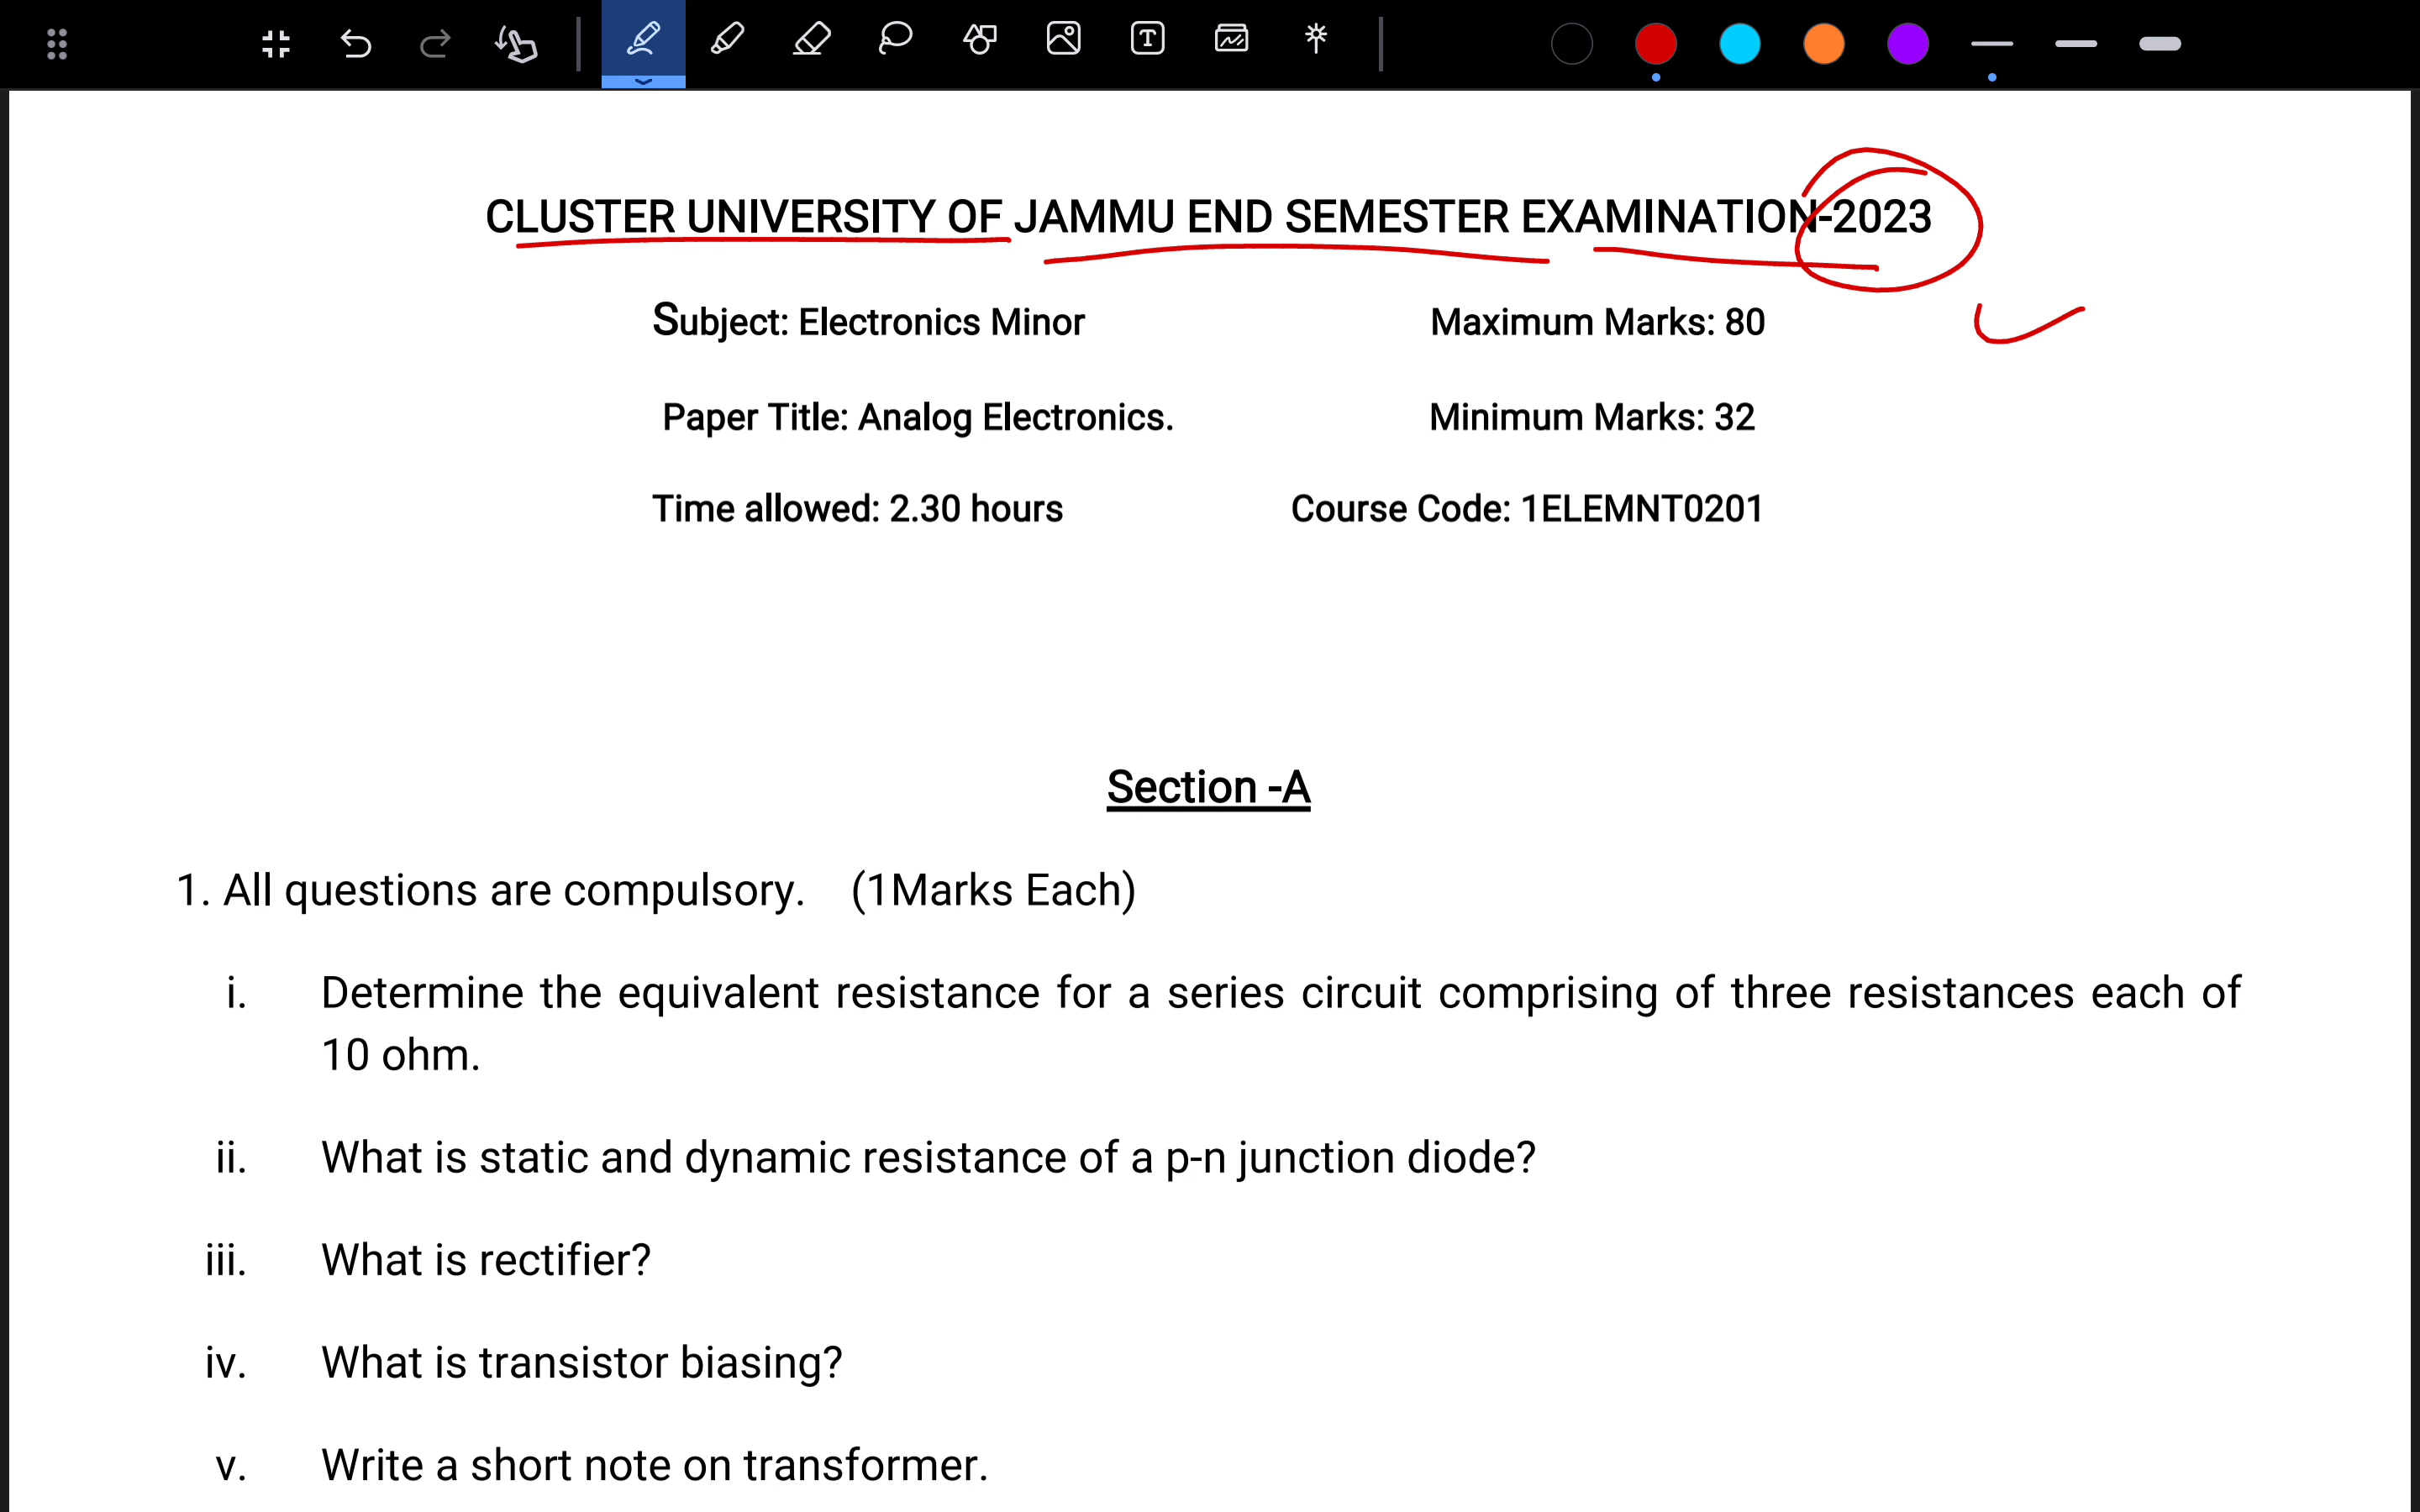 CLUSTER UNIVERSITY OF JAMMU END SEMESTER EXAMINATION-2023
Subject: Electronics Minor Maximum Marks: 80
Paper Title: Analog Electronics. Minimum Marks: 32
Time allowed: 2.30 hours Course Code: 1ELEMNT0201
Section -A
1. All questions are compulsory. (1Marks Each)
i. Determine the equivalent resistance for a series circuit comprising of three resistances each of
10 ohm.
ii. What is static and dynamic resistance of a p-n junction diode?
iii. What is rectifier?
iv. What is transistor biasing?
v. Write a short note on transformer.